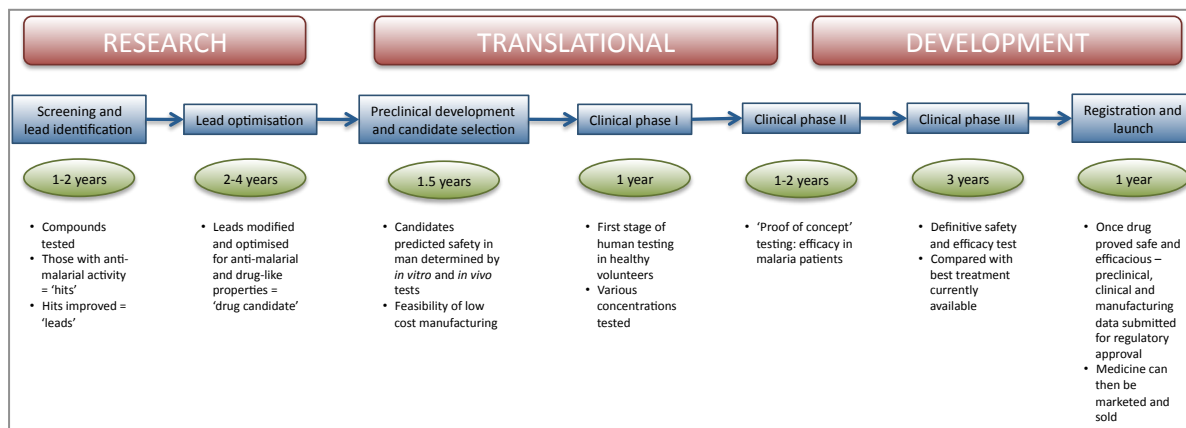 RESEARCH
TRANSLATIONAL
DEVELOPMENT
Screening and
lead identification
Lead optimisation
Preclinical development
and candidate selection
Clinical phase I
Clinical phase II
Clinical phase III
Registration and
launch
1-2 years
2-4 years
1.5 years
1 year
1-2 years
3 years
1 year
• Compounds
tested
• Those with anti-
malarial activity
= ‘hits’
• Hits improved =
‘leads’
• Leads modified
and optimised
for anti-malarial
and drug-like
properties =
‘drug candidate’
• Candidates
predicted safety in
man determined by
in vitro and in vivo
tests
• Feasibility of low
cost manufacturing
• First stage of
human testing
in healthy
volunteers
• Various
concentrations
tested
• ‘Proof of concept’
testing: efficacy in
malaria patients
• Definitive safety
and efficacy test
• Compared with
best treatment
currently
available
• Once drug
proved safe and
efficacious –
preclinical,
clinical and
manufacturing
data submitted
for regulatory
approval
• Medicine can
then be
marketed and
sold